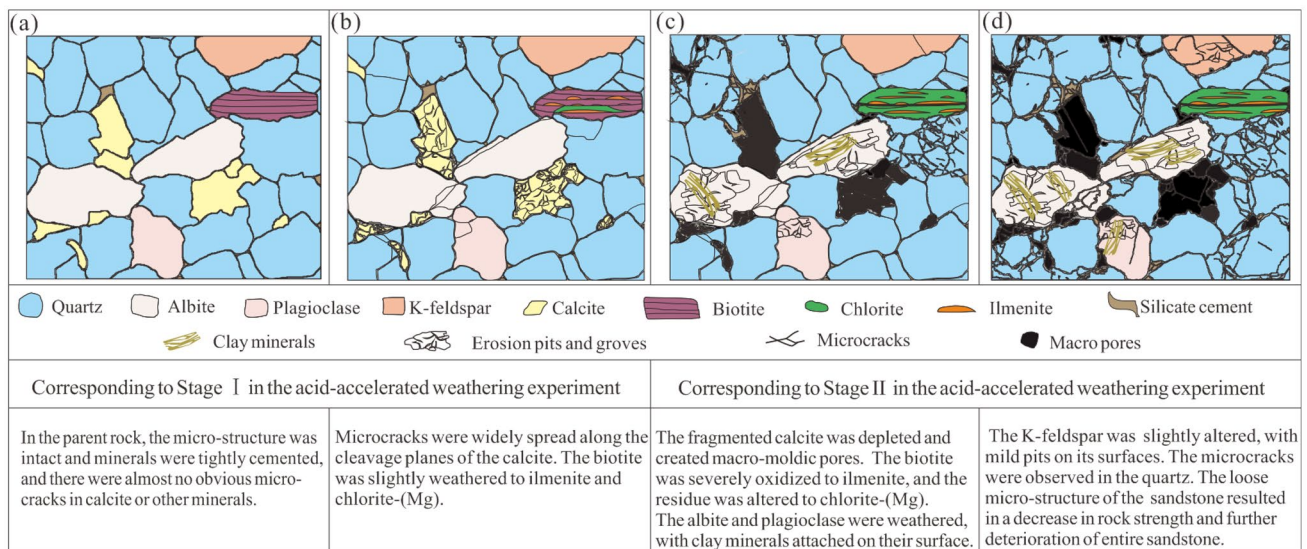 (a)
(b)
(c)
(d)
Quartz
Albite
Plagioclase
K-feldspar
Calcite
Biotite
Chlorite
Ilmenite
Silicate cement
Clay minerals
Erosion pits and groves
Microcracks
Macro pores
Corresponding to Stage Ⅰ in the acid-accelerated weathering experiment
Corresponding to Stage II in the acid-accelerated weathering experiment
In the parent rock, the micro-structure was
intact and minerals were tightly cemented,
and there were almost no obvious micro-
cracks in calcite or other minerals.
Microcracks were widely spread along the
cleavage planes of the calcite. The biotite
was slightly weathered to ilmenite and
chlorite-(Mg).
The fragmented calcite was depleted and
created macro-moldic pores. The biotite
was severely oxidized to ilmenite, and the
residue was altered to chlorite-(Mg).
The albite and plagioclase were weathered,
with clay minerals attached on their surface.
The K-feldspar was slightly altered, with
mild pits on its surfaces. The microcracks
were observed in the quartz. The loose
micro-structure of the sandstone resulted
in a decrease in rock strength and further
deterioration of entire sandstone.